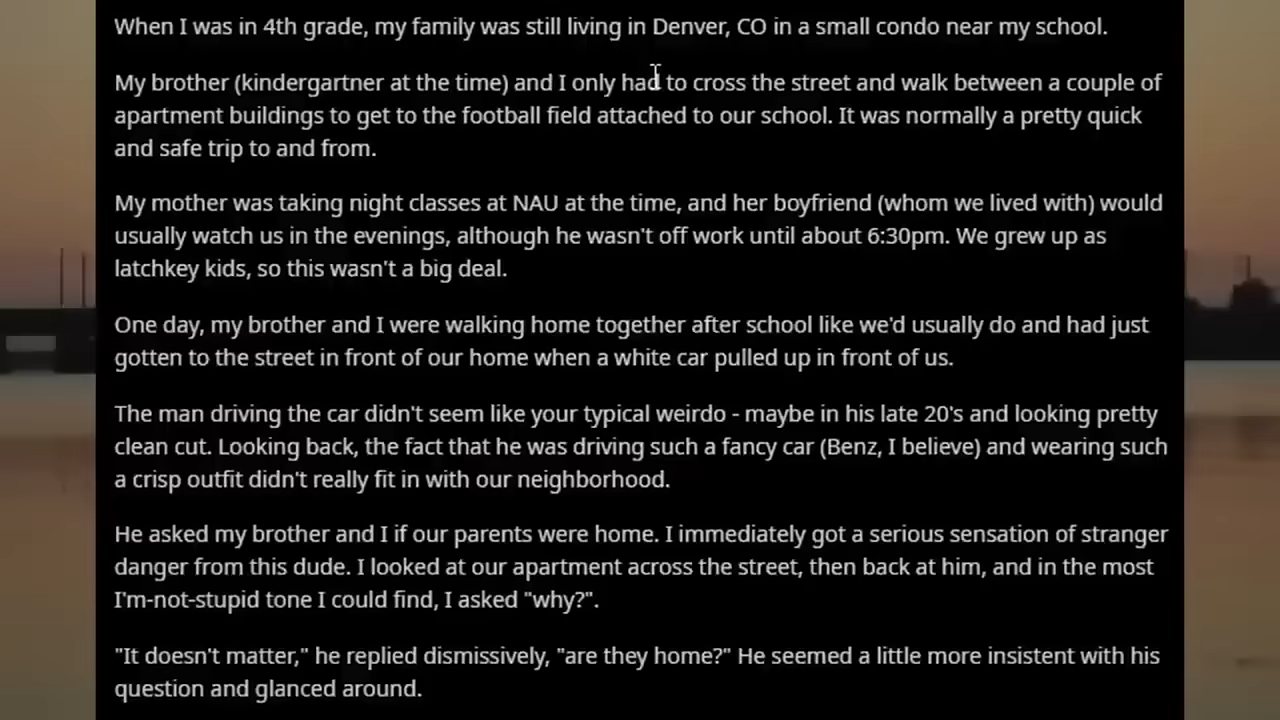 When I was in 4th grade, my family was still living in Denver, CO in a small condo near my school.
My brother (kindergartner at the time) and I only had to cross the street and walk between a couple of
apartment buildings to get to the football field attached to our school. It was normally a pretty quick
and safe trip to and from.
My mother was taking night classes at NAU at the time, and her boyfriend (whom we lived with) would
usually watch us in the evenings, although he wasn't off work until about 6:30pm. We grew up as
latchkey kids, so this wasn't a big deal.
One day, my brother and I were walking home together after school like we'd usually do and had just
gotten to the street in front of our home when a white car pulled up in front of us.
The man driving the car didn't seem like your typical weirdo - maybe in his late 20's and looking pretty
clean cut. Looking back, the fact that he was driving such a fancy car (Benz, I believe) and wearing such
a crisp outfit didn't really fit in with our neighborhood.
He asked my brother and I if our parents were home. I immediately got a serious sensation of stranger
danger from this dude. I looked at our apartment across the street, then back at him, and in the most
I'm-not-stupid tone I could find, I asked "why?".
"It doesn't matter," he replied dismissively, "are they home?" He seemed a little more insistent with his
question and glanced around.